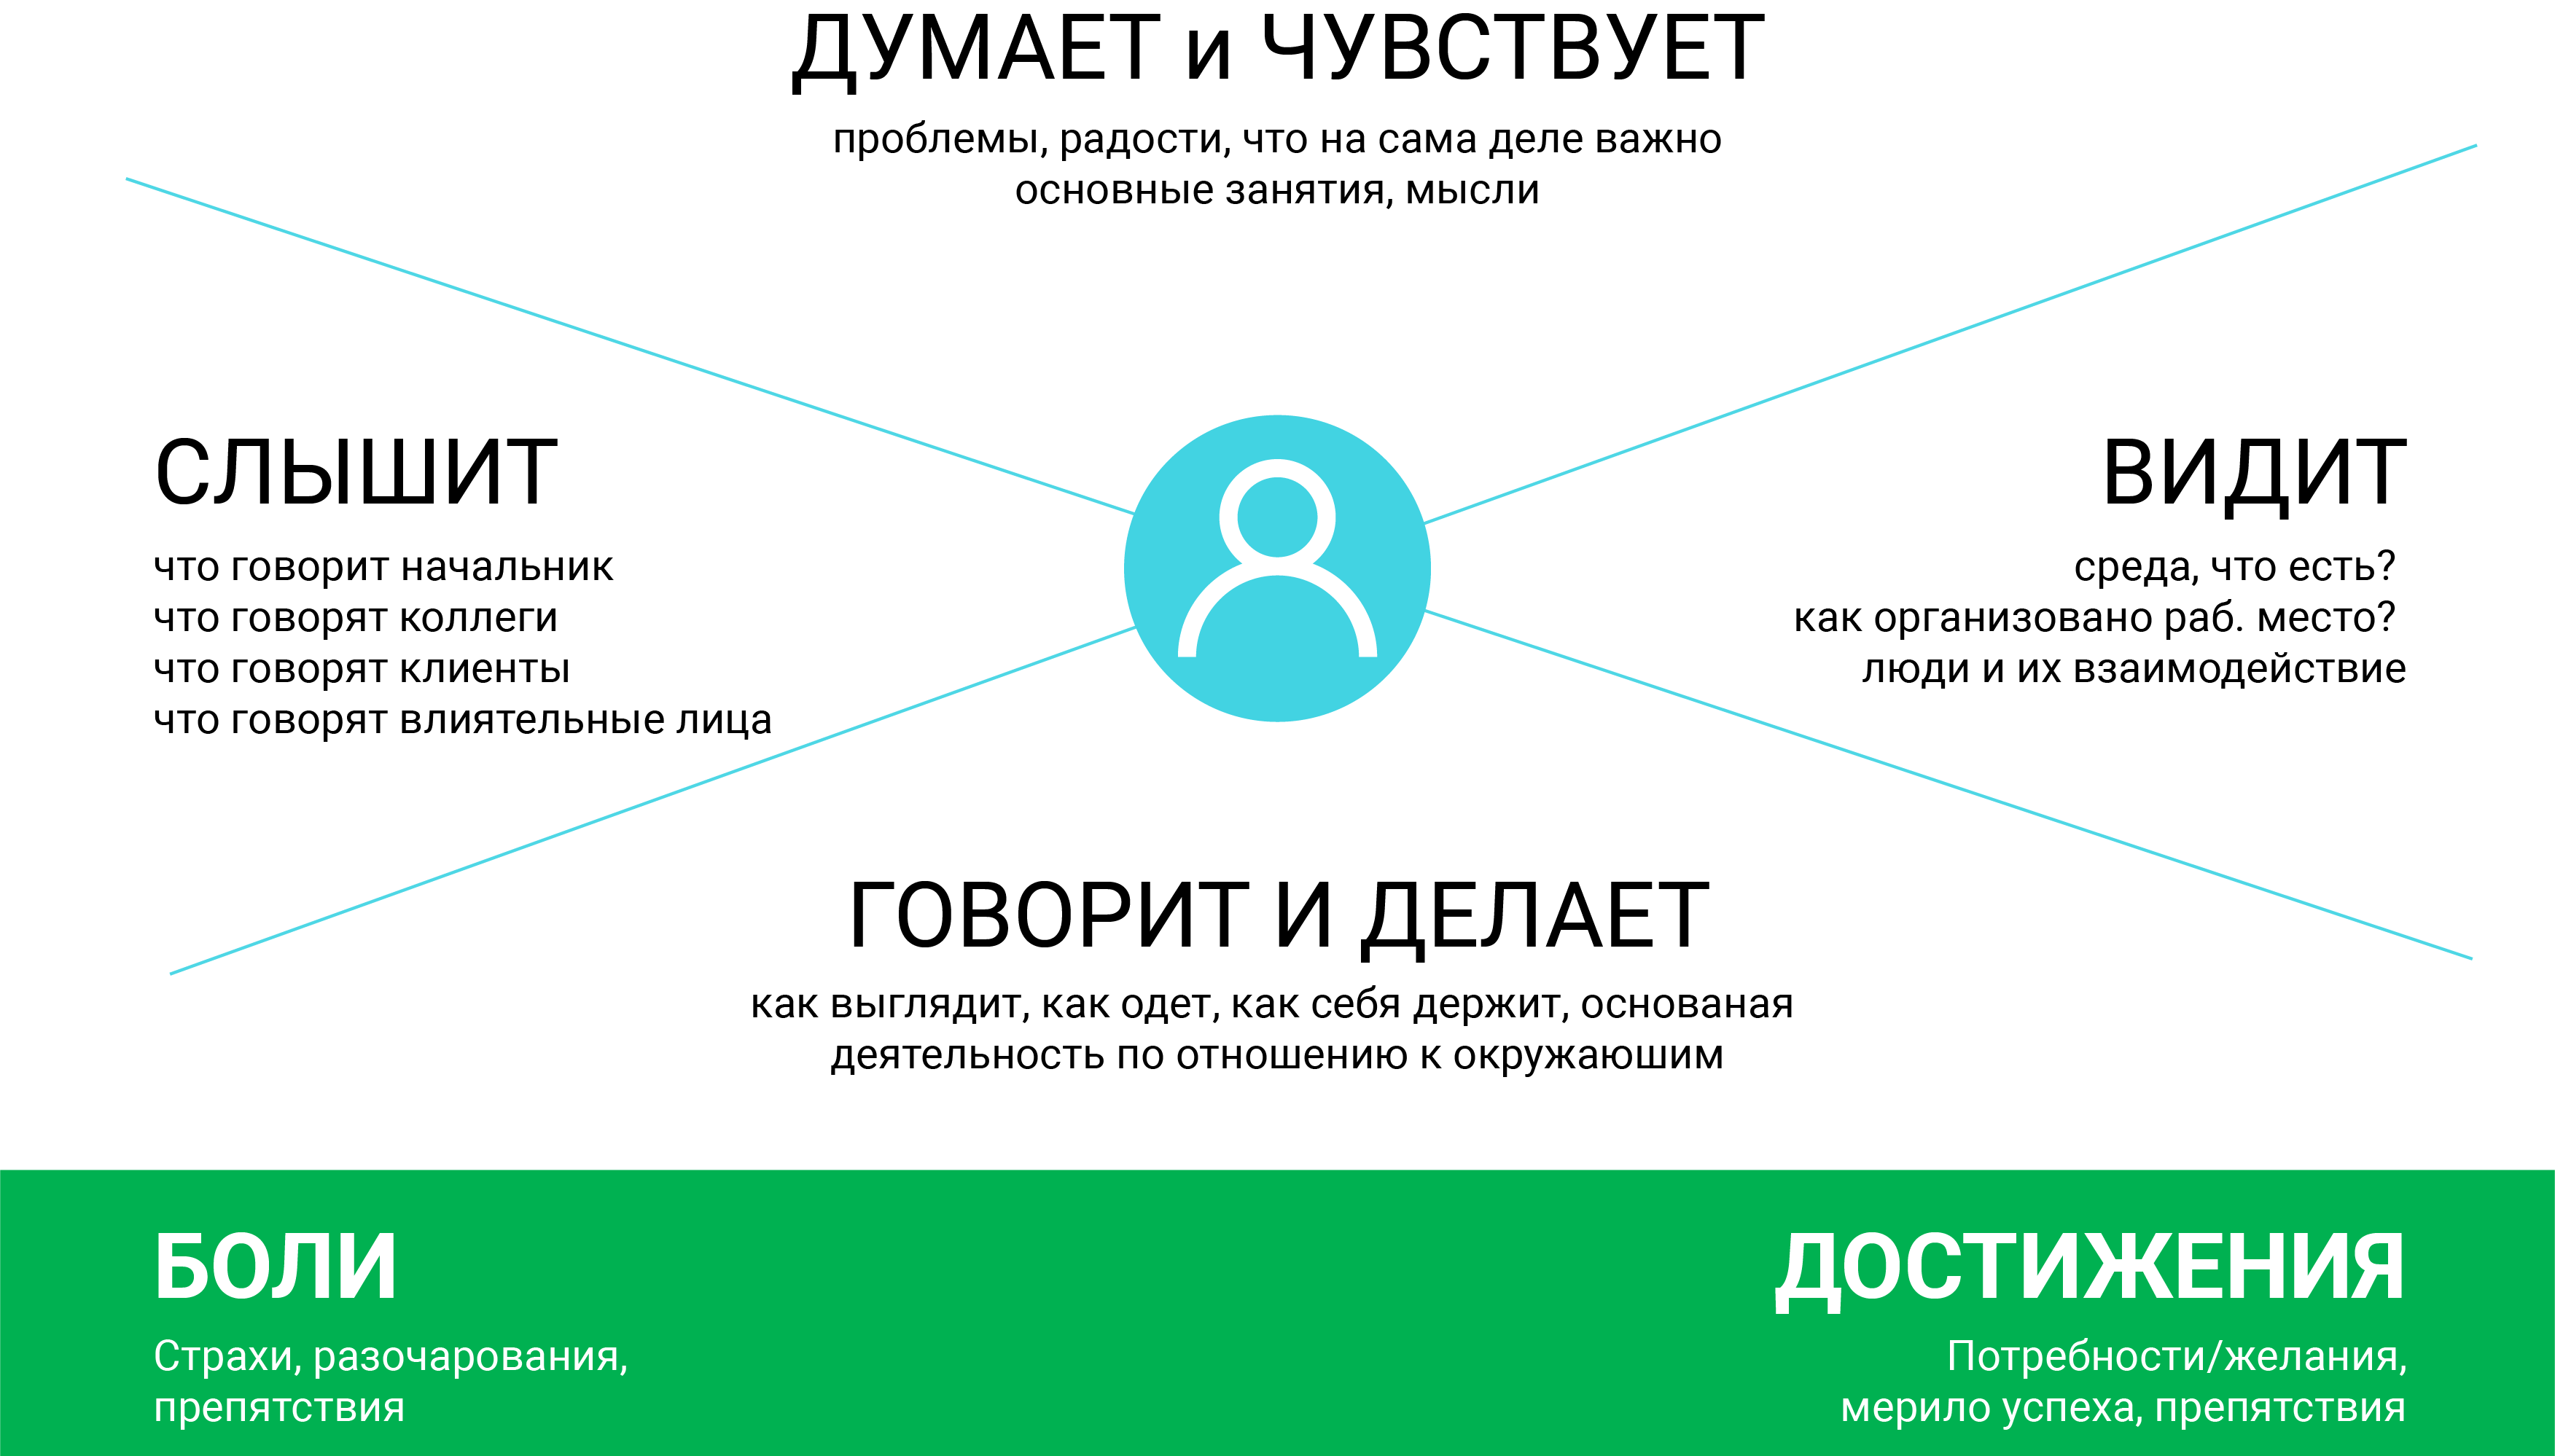 ДУМАЕТ и ЧУВСТВУЕТ
проблемы, радости, что на сама деле важно
основные занятия, мысли
СЛЫШИТ
что говорит начальник
что говорят коллеги
что говорят клиенты
что говорят влиятельные лица
ВИДИТ
среда, что есть?
как организовано раб. место?
люди и их взаимодействие
ГОВОРИТ И ДЕЛАЕТ
как выглядит, как одет, как себя держит, основаная
деятельность по отношению к окружаюшим
БОЛИ
Страхи, разочарования,
препятствия
ДОСТИЖЕНИЯ
Потребности/желания,
мерило успеха, препятствия